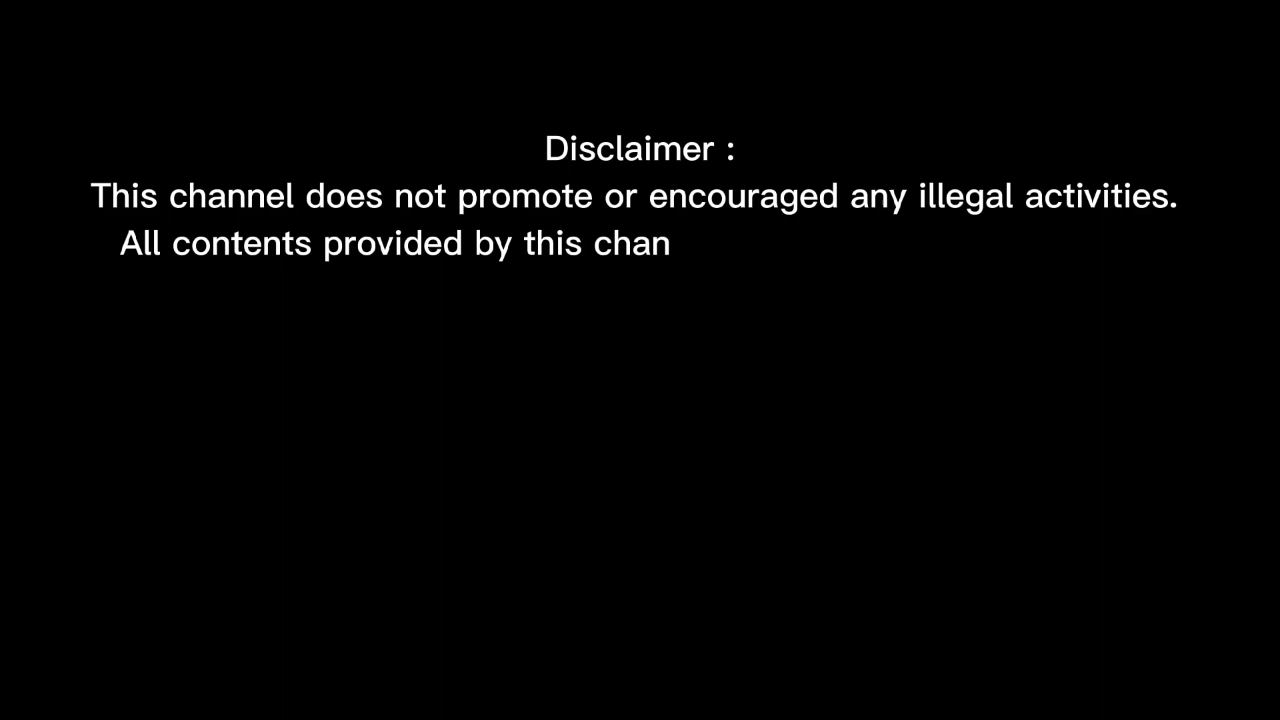 Disclaimer :
This channel does not promote or encouraged any illegal activities.
All contents provided by this chan